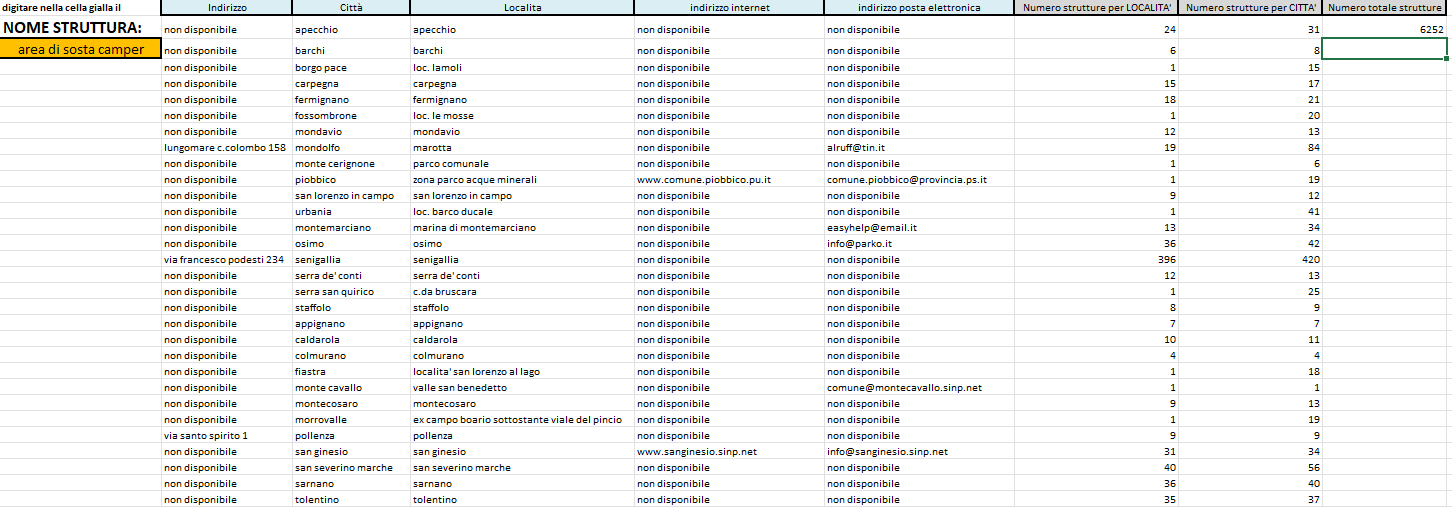 digitare nella cella gialla il Indirizzo Città Localita indirizzo internet indirizzo posta elettronica Numero strutture per LOCALITA' Numero strutture per CITTA' Numero totale strutture
NOME STRUTTURA: non disponibile apecchio apecchio non disponibile non disponibile 24 31 6252
area di sosta camper non disponibile barchi barchi non disponibile non disponibile 6 8
non disponibile borgo pace loc. lamoli non disponibile non disponibile 1 15
non disponibile carpegna carpegna non disponibile non disponibile 15 17
non disponibile fermignano fermignano non disponibile non disponibile 18 21
non disponibile fossombrone loc. le mosse non disponibile non disponibile 1 20
non disponibile mondavio mondavio non disponibile non disponibile 12 13
lungomare c.colombo 158 mondolfo marotta non disponibile alruff@tin.it 19 84
non disponibile monte cerignone parco comunale non disponibile non disponibile 1 6
non disponibile piobbico zona parco acque minerali www.comune.piobbico.pu.it comune.piobbico@provincia.ps.it 1 19
non disponibile san lorenzo in campo san lorenzo in campo non disponibile non disponibile 9 12
non disponibile urbania loc. barco ducale non disponibile non disponibile 1 41
non disponibile montemarciano marina di montemarciano non disponibile easyhelp@email.it 13 34
non disponibile osimo osimo non disponibile info@parko.it 36 42
via francesco podesti 234 senigallia senigallia non disponibile non disponibile 396 420
non disponibile serra de' conti serra de' conti non disponibile non disponibile 12 13
non disponibile serra san quirico c.da bruscara non disponibile non disponibile 1 25
non disponibile staffolo staffolo non disponibile non disponibile 8 9
non disponibile appignano appignano non disponibile non disponibile 7 7
non disponibile caldarola caldarola non disponibile non disponibile 10 11
non disponibile colmurano colmurano non disponibile non disponibile 4 4
non disponibile fiastra localita' san lorenzo al lago non disponibile non disponibile 1 18
non disponibile monte cavallo valle san benedetto non disponibile comune@montecavallo.sinp.net 1 1
non disponibile montecosaro montecosaro non disponibile non disponibile 9 13
non disponibile morrovalle ex campo boario sottostante viale del pincio non disponibile non disponibile 1 19
via santo spirito 1 pollenza pollenza non disponibile non disponibile 9 9
non disponibile san ginesio san ginesio www.sanginesio.sinp.net info@sanginesio.sinp.net 31 34
non disponibile san severino marche san severino marche non disponibile non disponibile 40 56
non disponibile sarnano sarnano non disponibile non disponibile 36 40
non disponibile tolentino tolentino non disponibile non disponibile 35 37